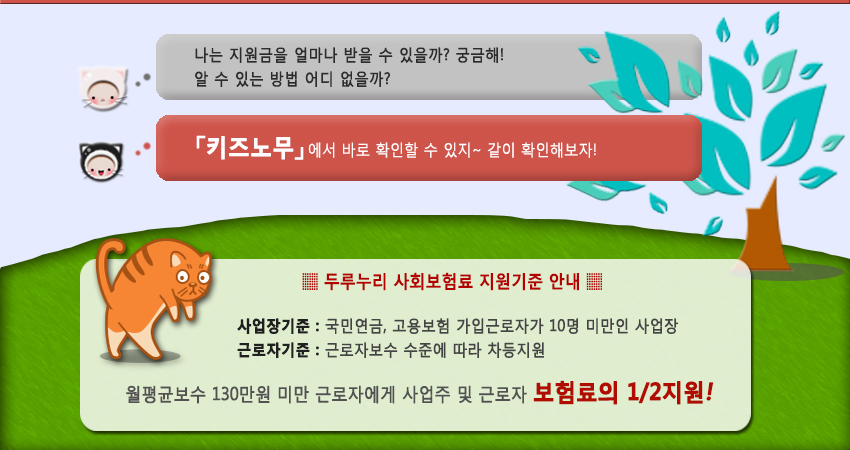 나는 지원금을 얼마나 받을 수 있을까? 궁금해!
알 수 있는 방법 어디 없을까?
「키즈노무」에서 바로 확인할 수 있지~ 같이 확인해보자!
▦ 두루누리 사회보험료 지원기준 안내 ▦
사업장기준 : 국민연금, 고용보험 가입근로자가 10명 미만인 사업장
근로자기준 : 근로자보수 수준에 따라 차등지원
월평균보수 130만원 미만 근로자에게 사업주 및 근로자 보험료의 1/2지원!